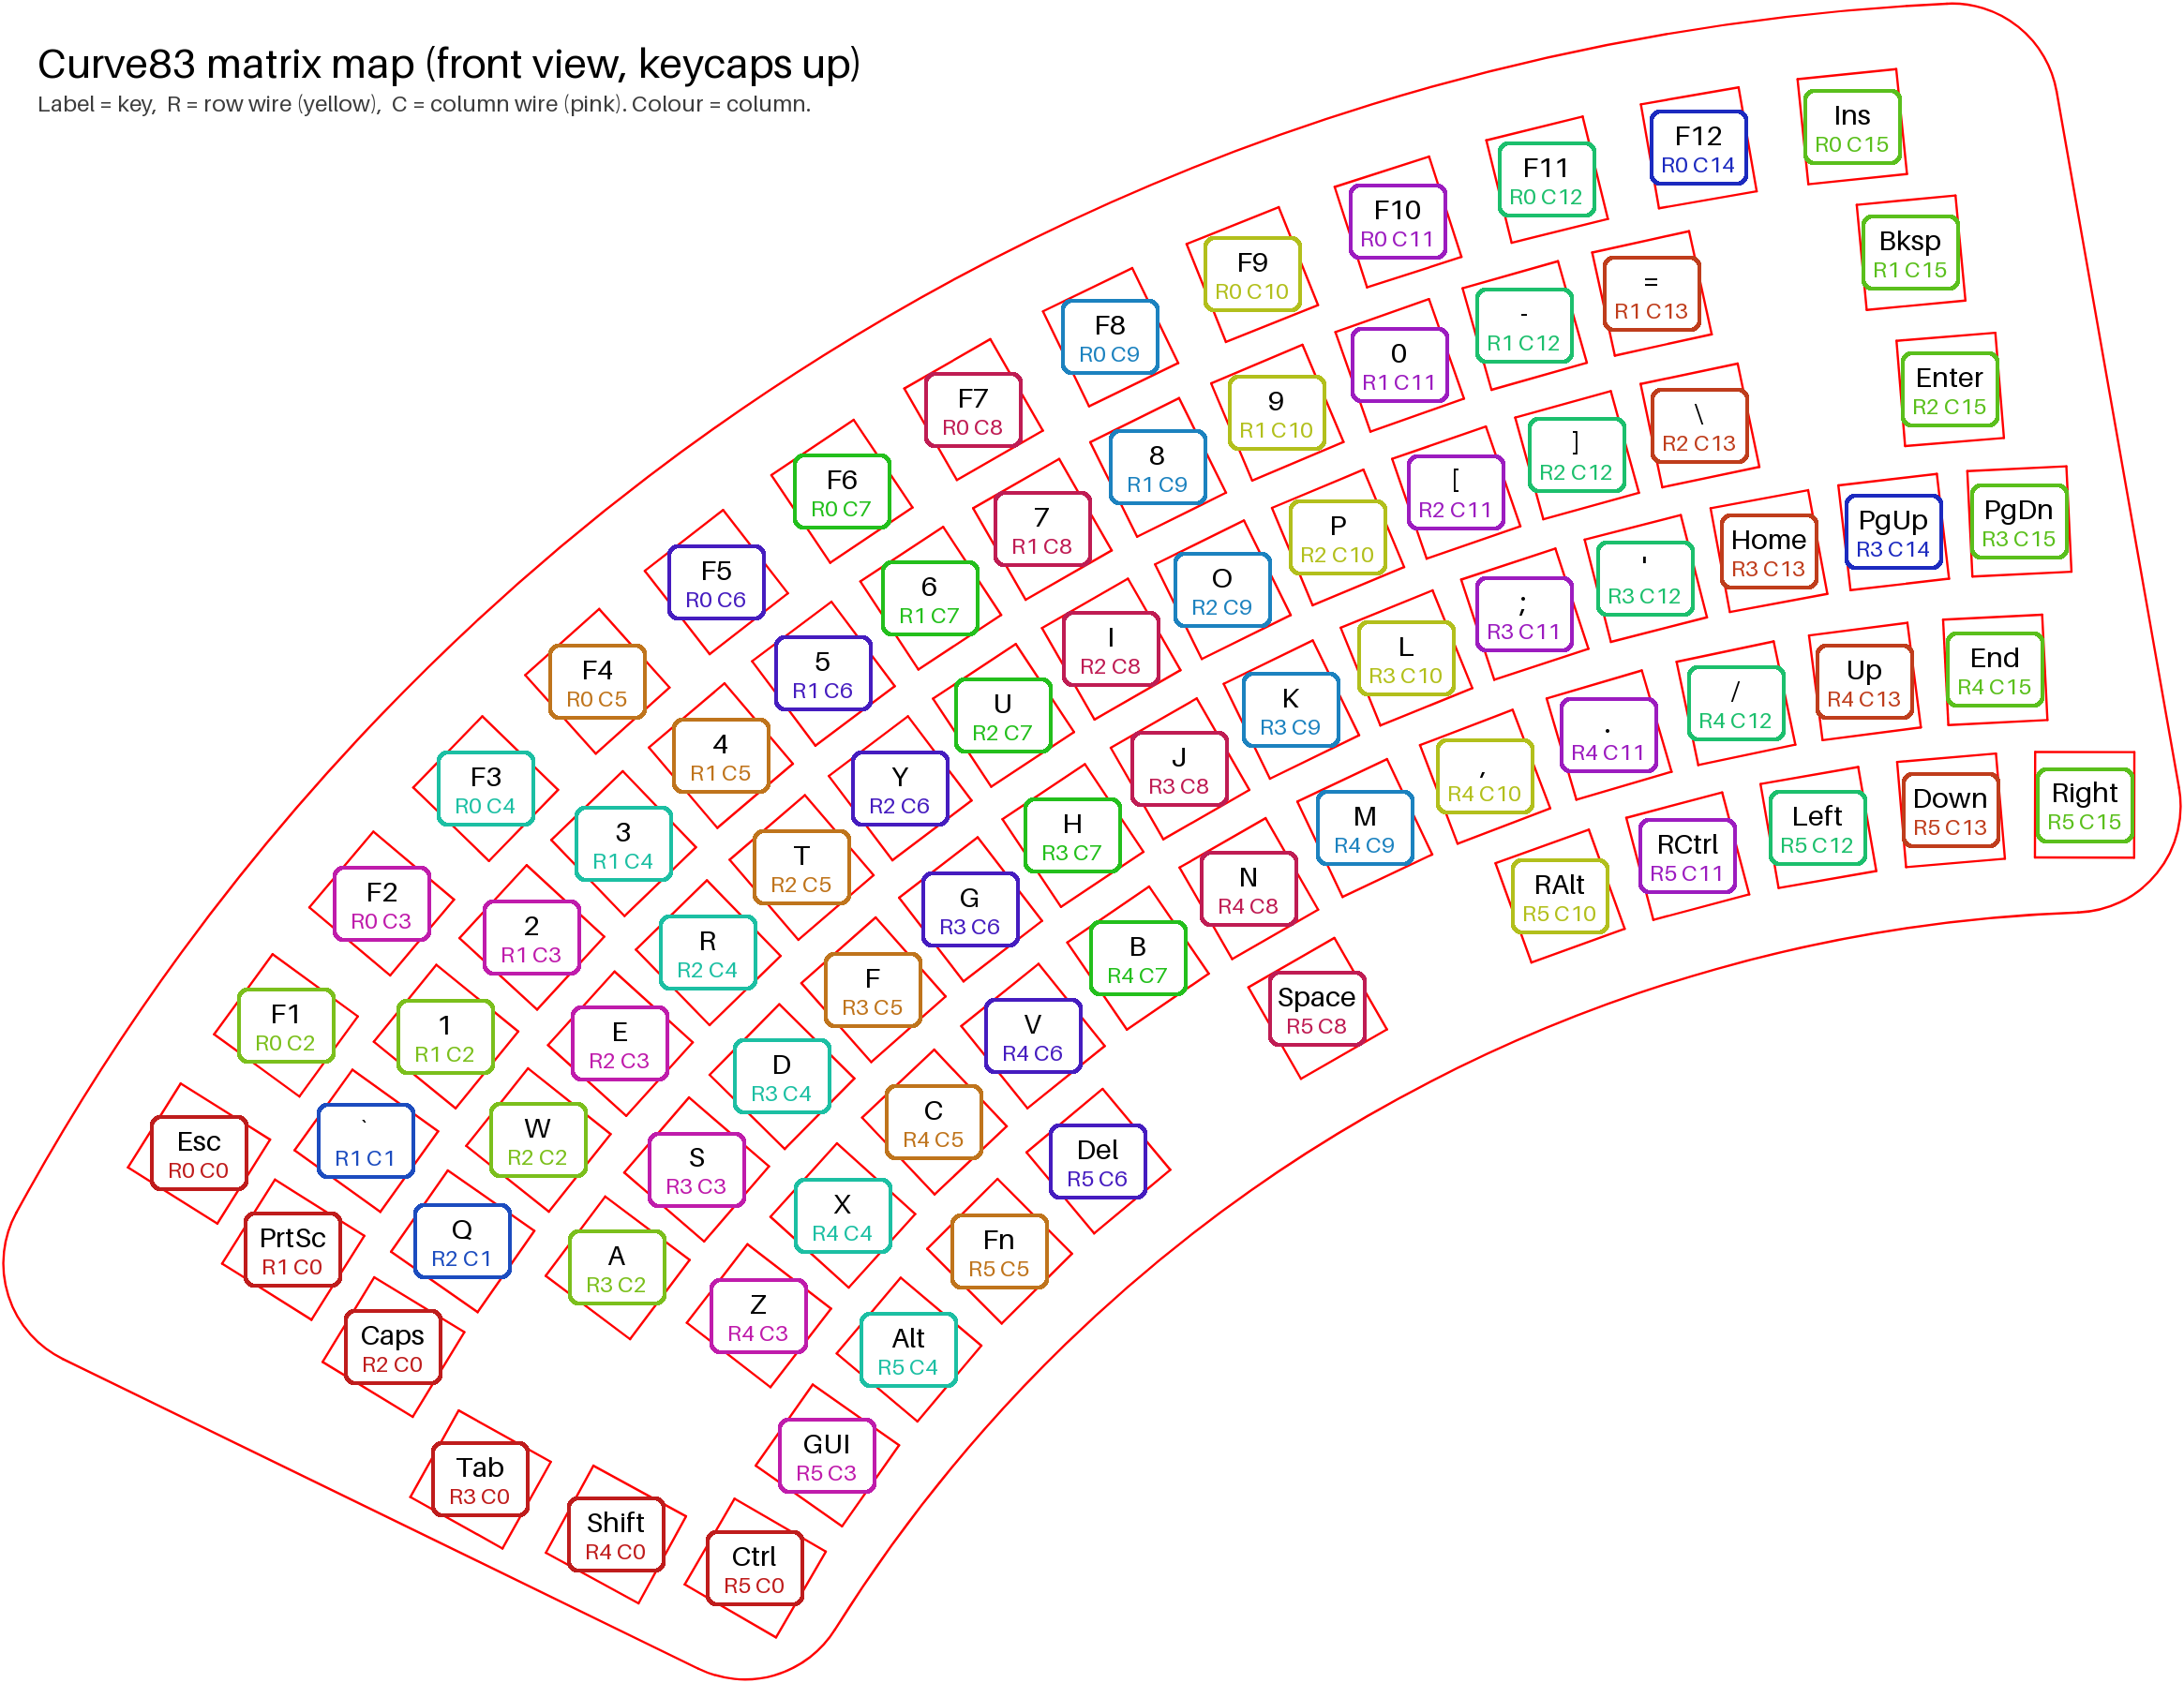 Curve83 matrix map (front view, keycaps up)
Label = key, R = row wire (yellow), C = column wire (pink). Colour = column.
Esc
R0 C0
F1
R0 C2
F2
R0 C3
F3
R0 C4
F4
R0 C5
F5
R0 C6
F6
R0 C7
F7
R0 C8
F8
R0 C9
F9
R0 C10
F10
R0 C11
F11
R0 C12
F12
R0 C14
Ins
R0 C15
PrtSc
R1 C0
`
R1 C1
1
R1 C2
2
R1 C3
3
R1 C4
4
R1 C5
5
R1 C6
6
R1 C7
7
R1 C8
8
R1 C9
9
R1 C10
0
R1 C11
-
R1 C12
=
R1 C13
Bksp
R1 C15
Caps
R2 C0
Q
R2 C1
W
R2 C2
E
R2 C3
R
R2 C4
T
R2 C5
Y
R2 C6
U
R2 C7
I
R2 C8
O
R2 C9
P
R2 C10
[
R2 C11
]
R2 C12
\
R2 C13
Enter
R2 C15
Tab
R3 C0
A
R3 C2
S
R3 C3
D
R3 C4
F
R3 C5
G
R3 C6
H
R3 C7
J
R3 C8
K
R3 C9
L
R3 C10
;
R3 C11
'
R3 C12
Home
R3 C13
PgUp
R3 C14
PgDn
R3 C15
Shift
R4 C0
Z
R4 C3
X
R4 C4
C
R4 C5
V
R4 C6
B
R4 C7
N
R4 C8
M
R4 C9
,
R4 C10
.
R4 C11
/
R4 C12
Up
R4 C13
End
R4 C15
Ctrl
R5 C0
GUI
R5 C3
Alt
R5 C4
Fn
R5 C5
Del
R5 C6
Space
R5 C8
RAlt
R5 C10
RCtrl
R5 C11
Left
R5 C12
Down
R5 C13
Right
R5 C15